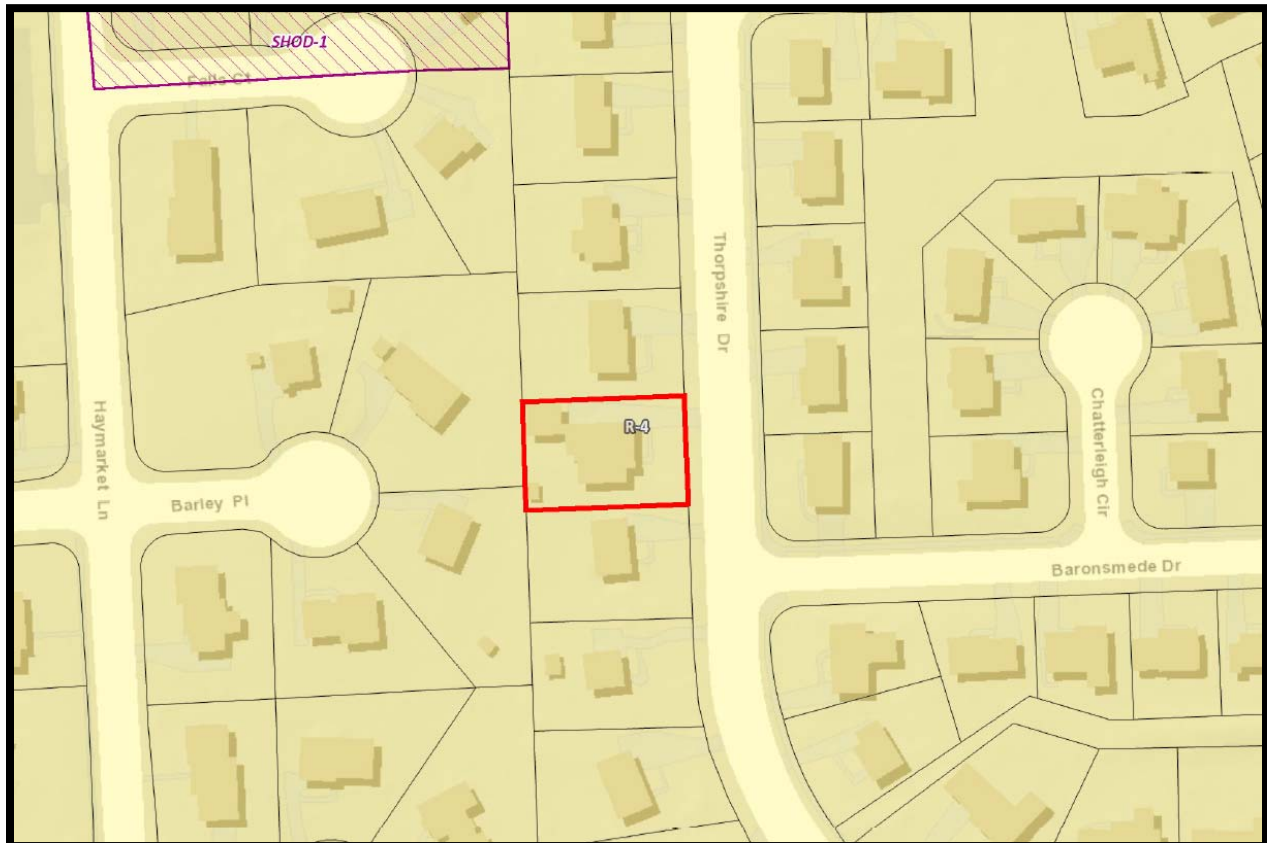 SHOD-1
Falls Ct
Thorpshire Dr
Haymarket Ln
R-4
Chatterleigh Cir
Barley Pl
Baronsmede Dr